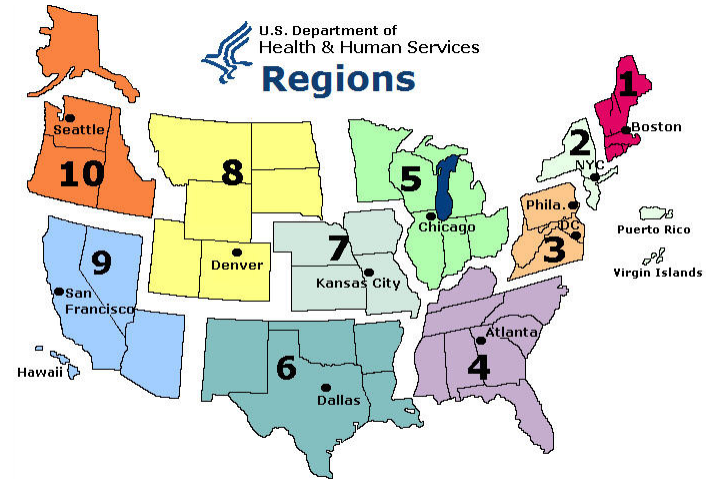 U.S. Department of
Health & Human Services
Regions
1
Seattle
Boston
2
NYC
10
8
5
Phila.
Puerto Rico
Chicago
DC
7
3
9
Denver
Virgin Islands
Kansas City
San
Francisco
Atlanta
6
4
Hawaii
Dallas